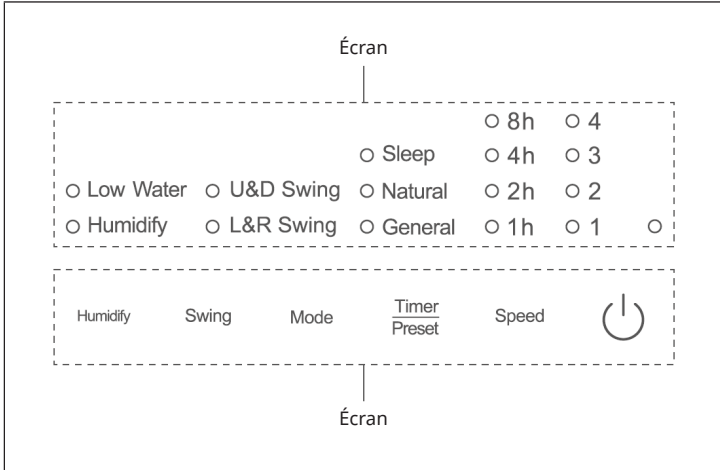 Écran
8h 4
Sleep 4h 3
Low Water U&D Swing Natural 2h 2
Humidify L&R Swing General 1h 1
Humidify Swing Mode Timer Speed
Preset
Écran